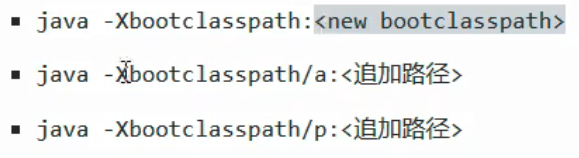 java -Xbootclasspath:<new bootclasspath>
java -Xbootclasspath/a:<追加路径>
java -Xbootclasspath/p:<追加路径>